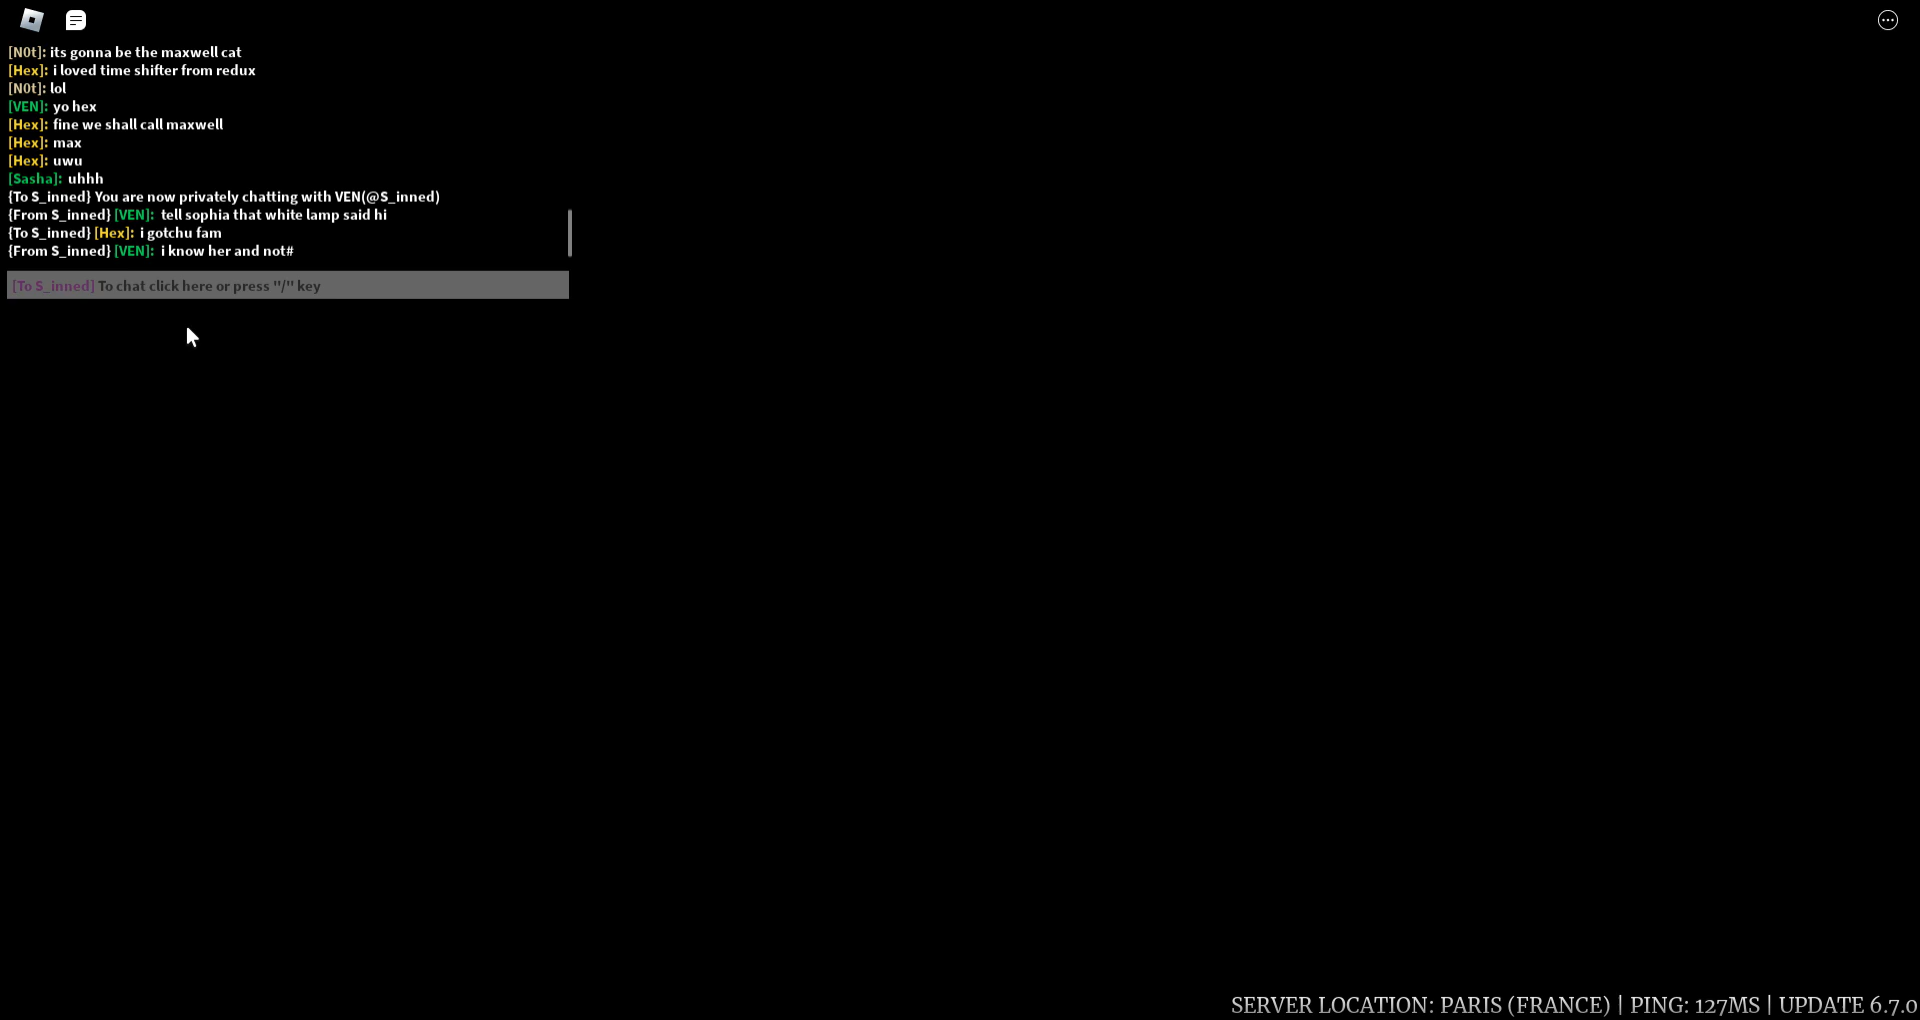 [N0t]: its gonna be the maxwell cat
[Hex]: i loved time shifter from redux
[N0t]: lol
[VEN]: yo hex
[Hex]: fine we shall call maxwell
[Hex]: max
[Hex]: uwu
[Sasha]: uhhh
{To S_inned} You are now privately chatting with VEN(@S_inned)
{From S_inned} [VEN]: tell sophia that white lamp said hi
{To S_inned} [Hex]: i gotchu fam
{From S_inned} [VEN]: i know her and not#
[To S_inned] To chat click here or press "/" key
SERVER LOCATION: PARIS (FRANCE) | PING: 127MS | UPDATE 6.7.0